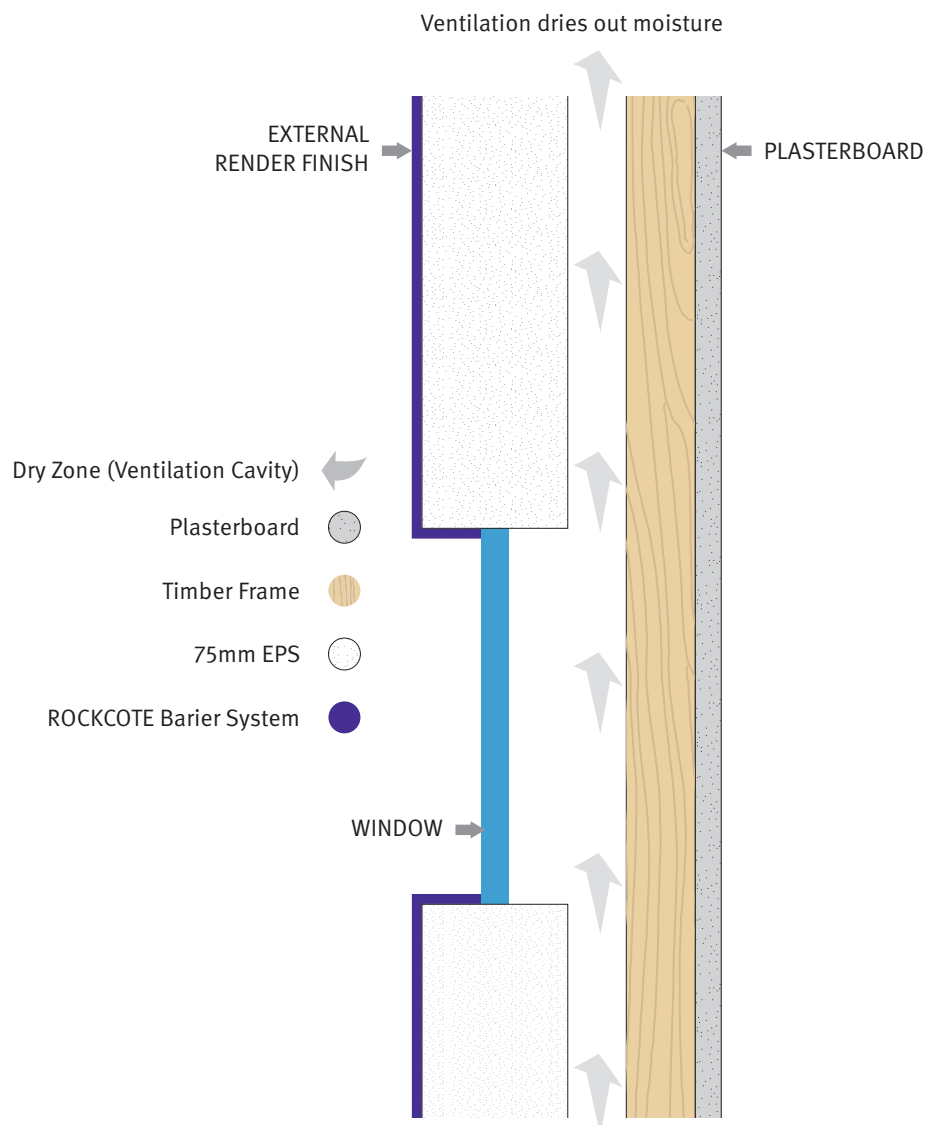 Ventilation dries out moisture
EXTERNAL
RENDER FINISH
PLASTERBOARD
Dry Zone (Ventilation Cavity)
Plasterboard
Timber Frame
75mm EPS
ROCKCOTE Barier System
WINDOW